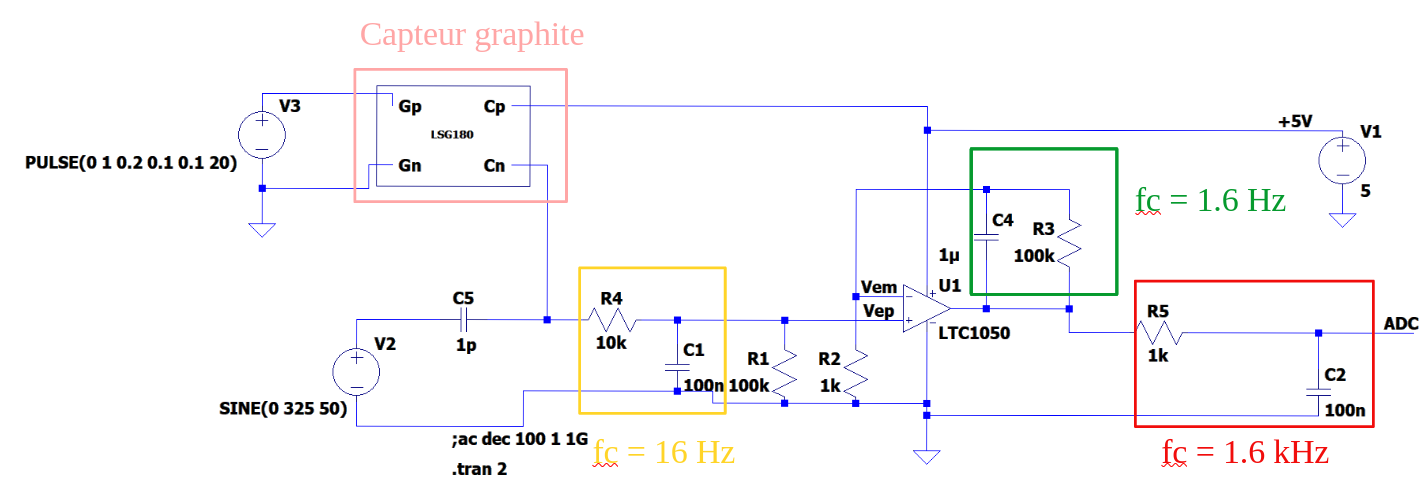 Capteur graphite
V3
Gp
Cp
LSG180
Gn
Cn
PULSE(0 1 0.2 0.1 0.1 20)
+5V
V1
5
fc = 1.6 Hz
C4
R3
1µ
100k
Vem
Vep
U1
LTC1050
C5
1p
R4
10k
V2
C1
100n
R1
100k
R2
1k
R5
1k
ADC
C2
100n
SINE(0 325 50)
;ac dec 100 1 1G
.tran 2
fc = 16 Hz
fc = 1.6 kHz
+
−
+
−
+
−
−
+
+
−